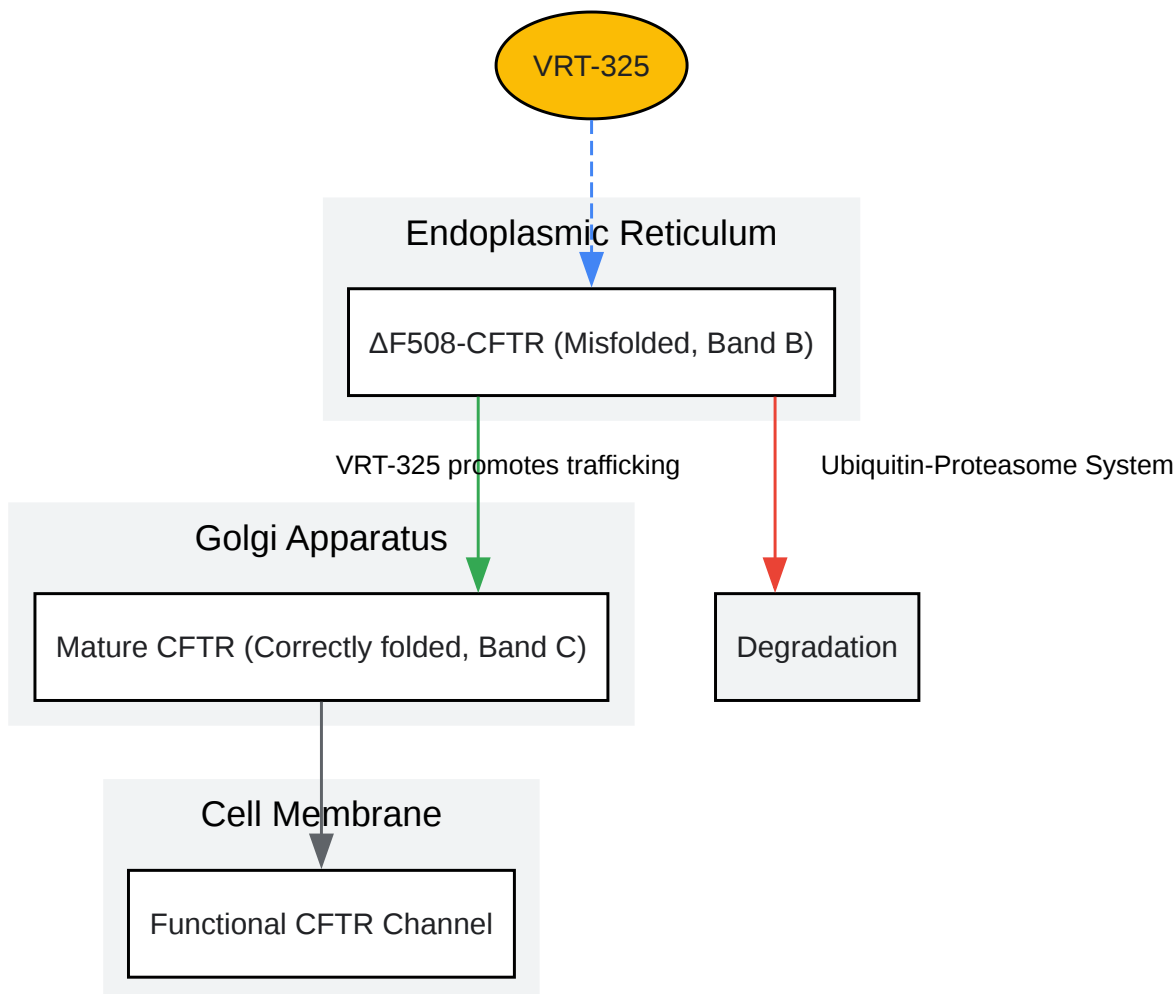 VRT-325
Endoplasmic Reticulum
ΔF508-CFTR (Misfolded, Band B)
VRT-325 promotes trafficking
Ubiquitin-Proteasome System
Golgi Apparatus
Mature CFTR (Correctly folded, Band C)
Degradation
Cell Membrane
Functional CFTR Channel